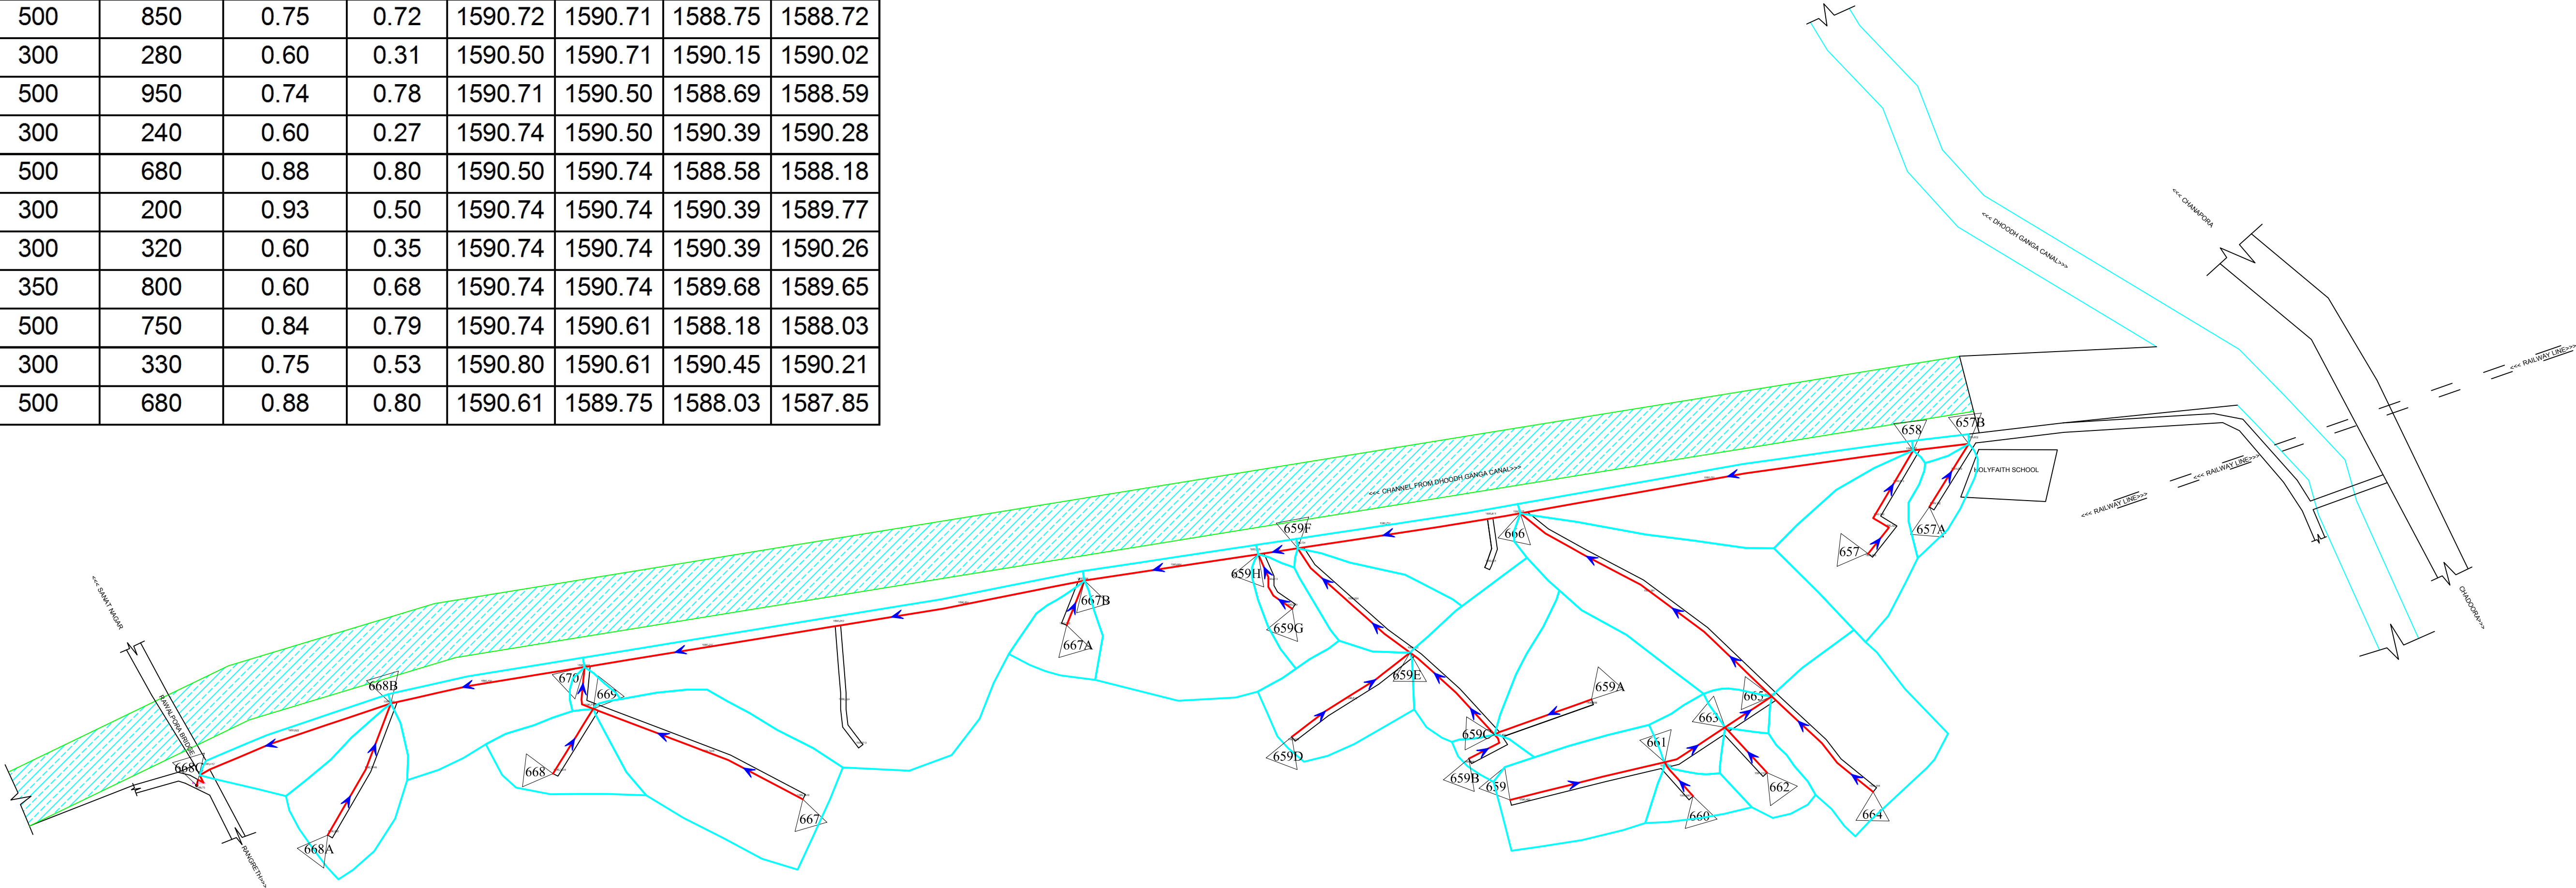 500 850 0.75 0.72 1590.72 1590.71 1588.75 1588.72
300 280 0.60 0.31 1590.50 1590.71 1590.15 1590.02
500 950 0.74 0.78 1590.71 1590.50 1588.69 1588.59
300 240 0.60 0.27 1590.74 1590.50 1590.39 1590.28
500 680 0.88 0.80 1590.50 1590.74 1588.58 1588.18
300 200 0.93 0.50 1590.74 1590.74 1590.39 1589.77
300 320 0.60 0.35 1590.74 1590.74 1590.39 1590.26
350 800 0.60 0.68 1590.74 1590.74 1589.68 1589.65
500 750 0.84 0.79 1590.74 1590.61 1588.18 1588.03
300 330 0.75 0.53 1590.80 1590.61 1590.45 1590.21
500 680 0.88 0.80 1590.61 1589.75 1588.03 1587.85
<<< CHANAPORA
<<< DHOODH GANGA CANAL>>>
<<< RAILWAY LINE>>>
<<< RAILWAY LINE>>>
<<< RAILWAY LINE>>>
CHADOORA>>>
HOLYFAITH SCHOOL
<<< CHANNEL FROM DHOODH GANGA CANAL>>>
<<< SANAT NAGAR
RAWALPORA BRIDGE
RANGRETH>>>
657B
658
657A
657
666
659F
659H
659G
659E
659A
659D
659C
659B
659
661
663
665
660
662
664
667B
667A
670
669
668B
668
667
668C
668A